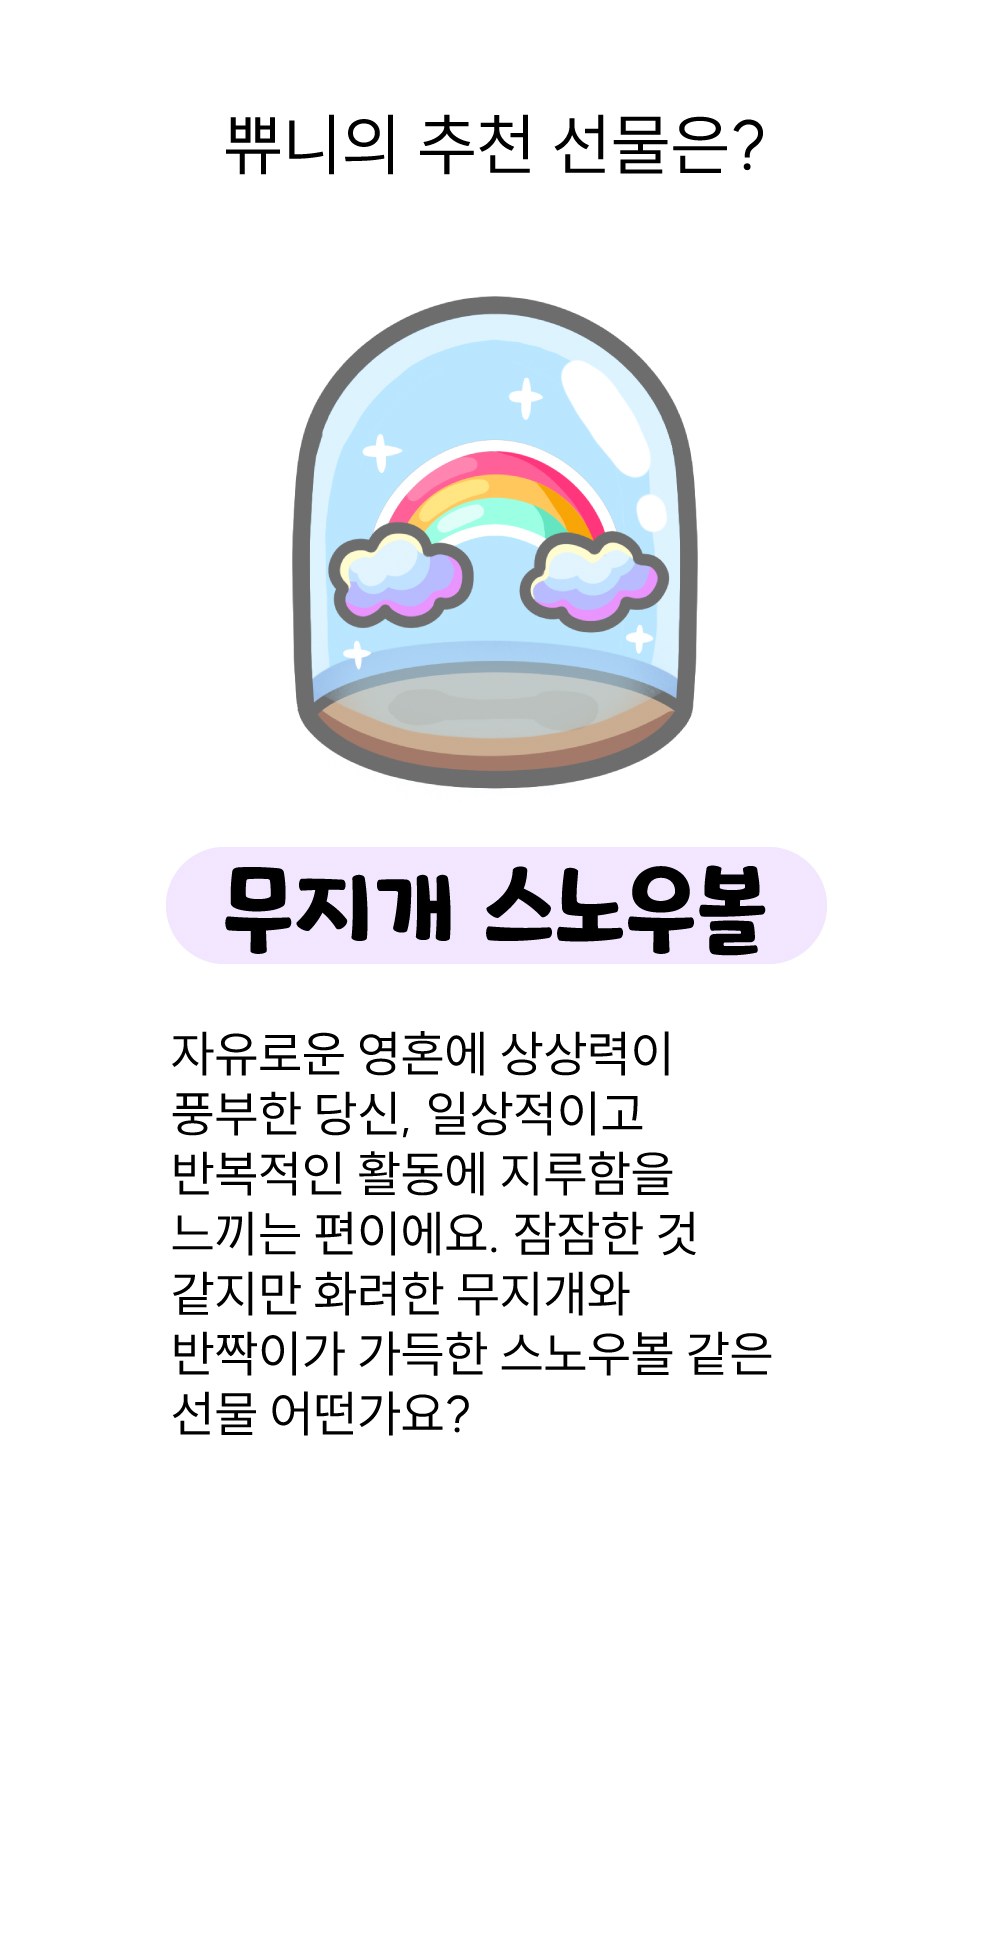 쀼니의 추천 선물은?
무지개 스노우볼
자유로운 영혼에 상상력이
풍부한 당신, 일상적이고
반복적인 활동에 지루함을
느끼는 편이에요. 잠잠한 것
같지만 화려한 무지개와
반짝이가 가득한 스노우볼 같은
선물 어떤가요?